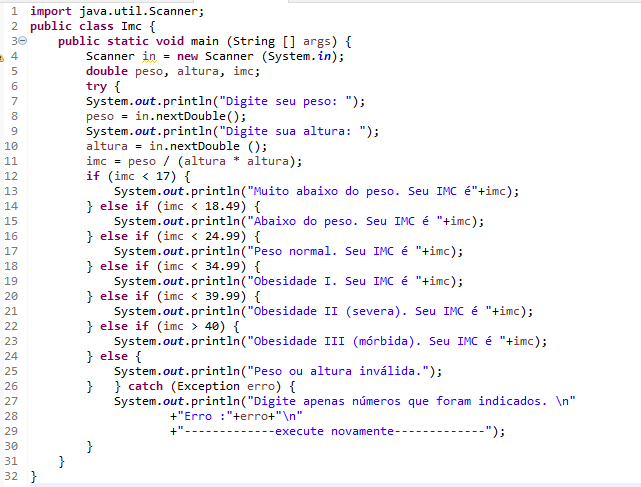 1 import java.util.Scanner;
2 public class Imc {
3 public static void main (String [] args) {
4 Scanner in = new Scanner (System.in);
5 double peso, altura, imc;
6 try {
7 System.out.println("Digite seu peso: ");
8 peso = in.nextDouble();
9 System.out.println("Digite sua altura: ");
10 altura = in.nextDouble ();
11 imc = peso / (altura * altura);
12 if (imc < 17) {
13 System.out.println("Muito abaixo do peso. Seu IMC é"+imc);
14 } else if (imc < 18.49) {
15 System.out.println("Abaixo do peso. Seu IMC é "+imc);
16 } else if (imc < 24.99) {
17 System.out.println("Peso normal. Seu IMC é "+imc);
18 } else if (imc < 34.99) {
19 System.out.println("Obesidade I. Seu IMC é "+imc);
20 } else if (imc < 39.99) {
21 System.out.println("Obesidade II (severa). Seu IMC é "+imc);
22 } else if (imc > 40) {
23 System.out.println("Obesidade III (mórbida). Seu IMC é "+imc);
24 } else {
25 System.out.println("Peso ou altura inválida.");
26 } } catch (Exception erro) {
27 System.out.println("Digite apenas números que foram indicados. \n"
28 +"Erro :"+erro+"\n"
29 +"-------------execute novamente-------------");
30 }
31 }
32 }